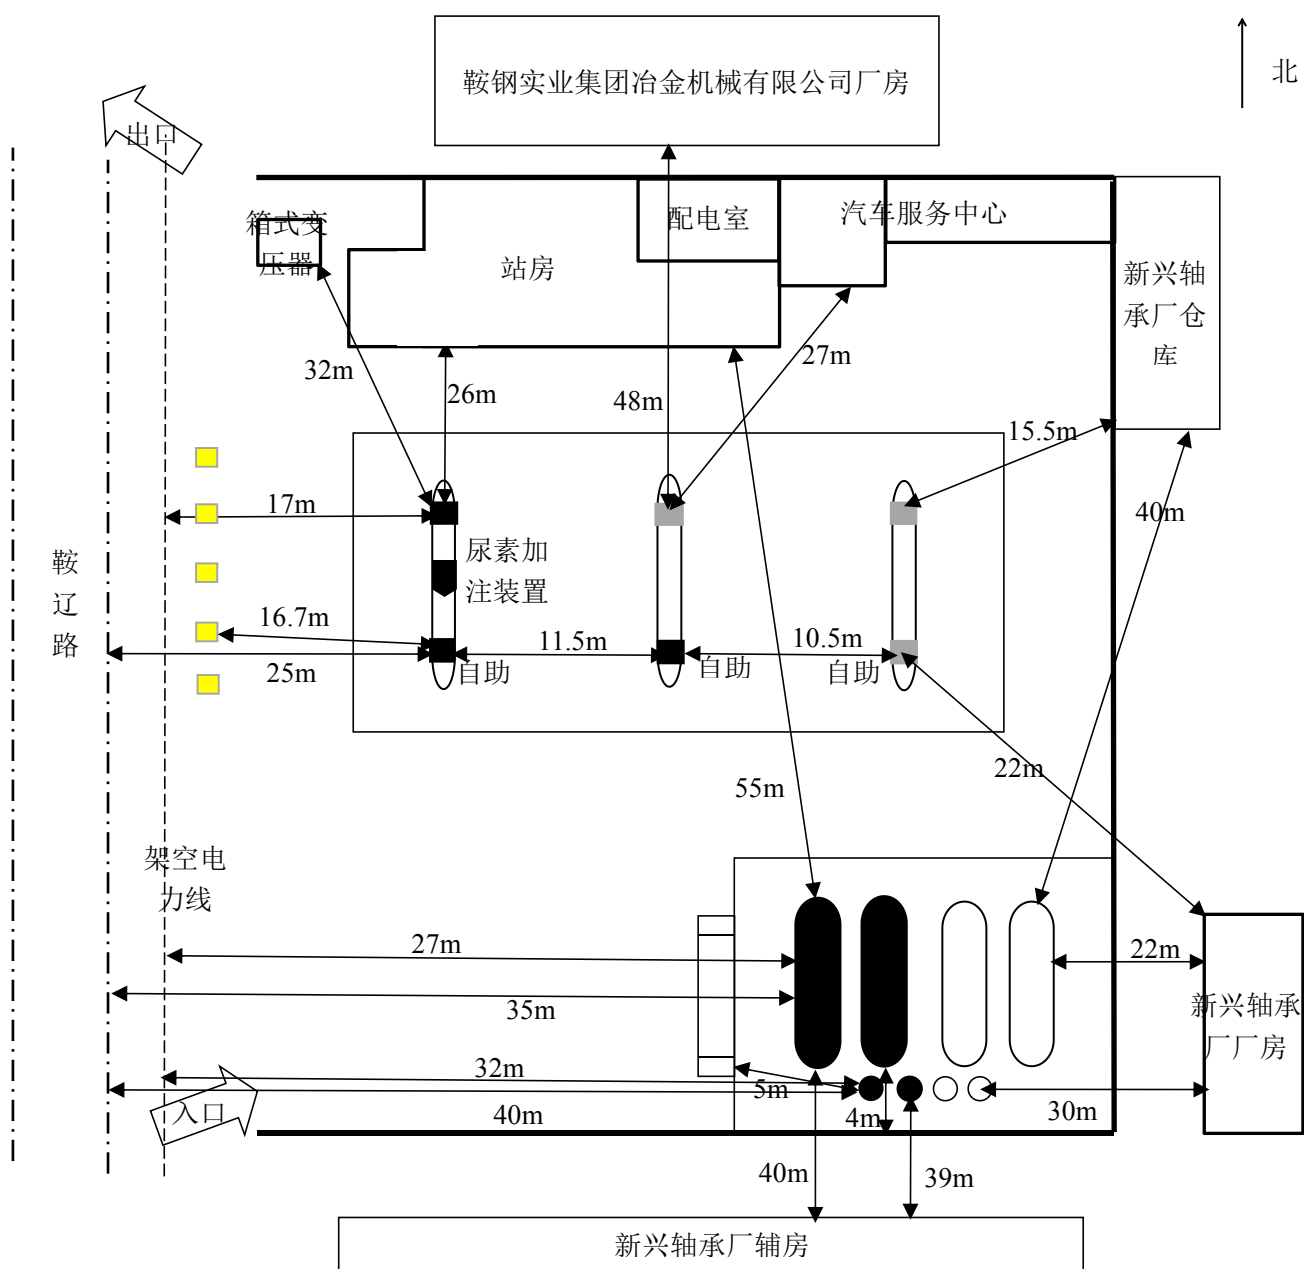 鞍钢实业集团冶金机械有限公司厂房
北
出口
箱式变
压器
站房
配电室
汽车服务中心
新兴轴
承厂仓
库
32m
26m
48m
27m
15.5m
40m
17m
鞍
辽
路
尿素加
注装置
16.7m
25m
11.5m
10.5m
自助
自助
自助
22m
55m
架空电
力线
27m
35m
22m
新兴轴承
厂厂房
32m
5m
入口
40m
4m
30m
40m
39m
新兴轴承厂辅房